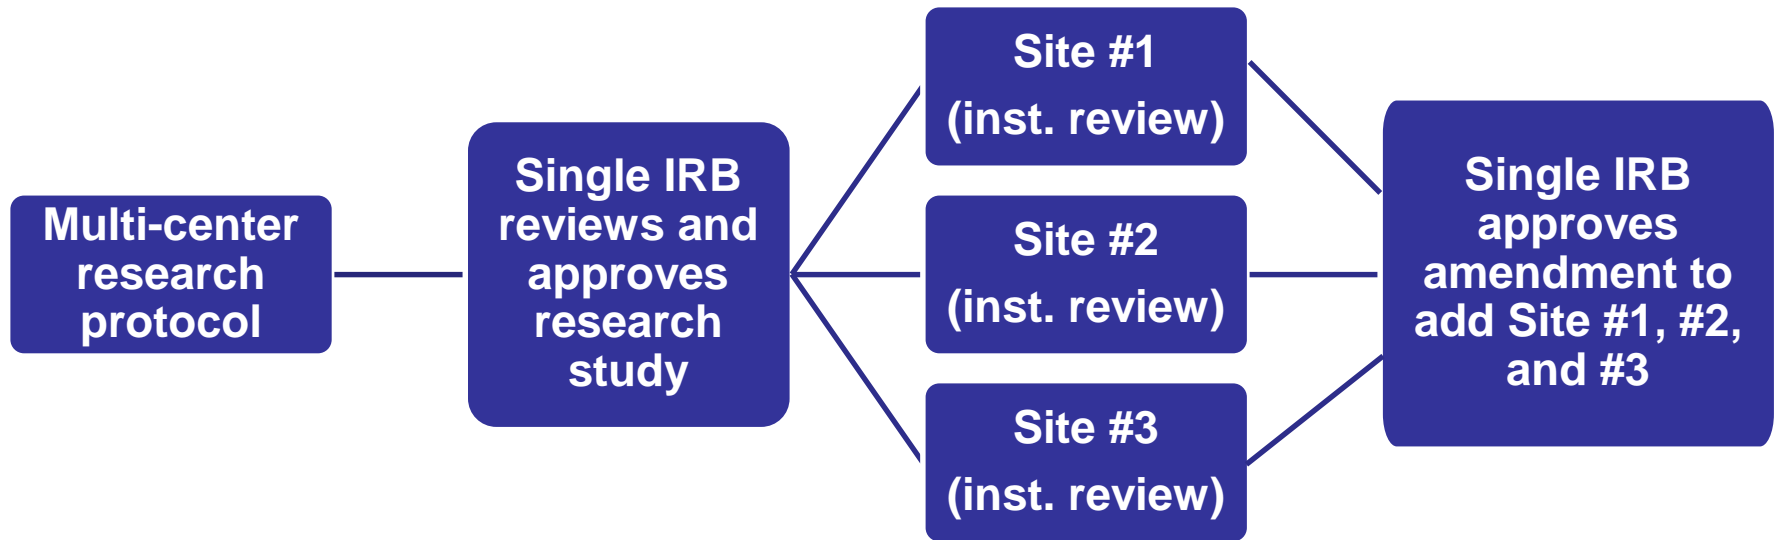 Multi-center
research
protocol
Single IRB
reviews and
approves
research
study
Site #1
(inst. review)
Site #2
(inst. review)
Site #3
(inst. review)
Single IRB
approves
amendment to
add Site #1, #2,
and #3